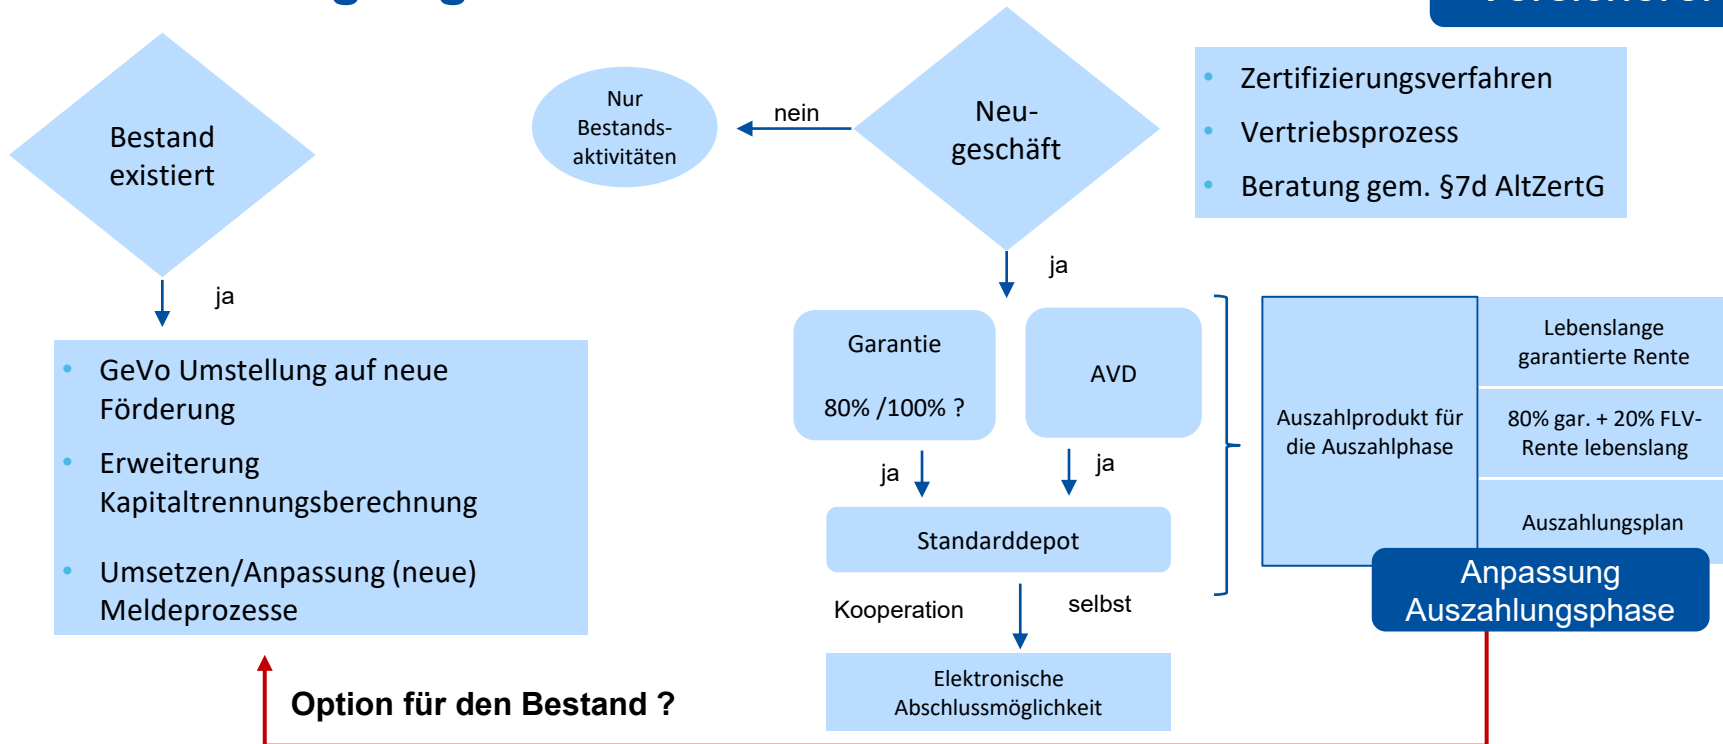 Bestand
existiert
ja
• GeVo Umstellung auf neue
Förderung
• Erweiterung
Kapitaltrennungsberechnung
• Umsetzen/Anpassung (neue)
Meldeprozesse
Option für den Bestand ?
Nur
Bestands-
aktivitäten
nein
Neu-
geschäft
ja
• Zertifizierungsverfahren
• Vertriebsprozess
• Beratung gem. §7d AltZertG
Garantie
80% /100% ?
AVD
ja
ja
Standarddepot
Kooperation
selbst
Elektronische
Abschlussmöglichkeit
Auszahlprodukt für
die Auszahlphase
Lebenslange
garantierte Rente
80% gar. + 20% FLV-
Rente lebenslang
Auszahlungsplan
Anpassung
Auszahlungsphase